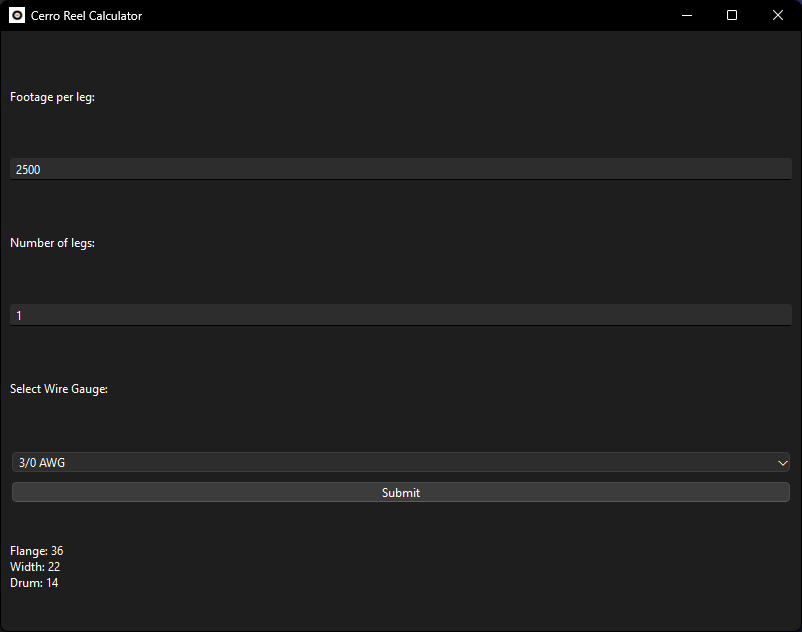 Cerro Reel Calculator
Footage per leg:
2500
Number of legs:
1
Select Wire Gauge:
3/0 AWG
Submit
Flange: 36
Width: 22
Drum: 14